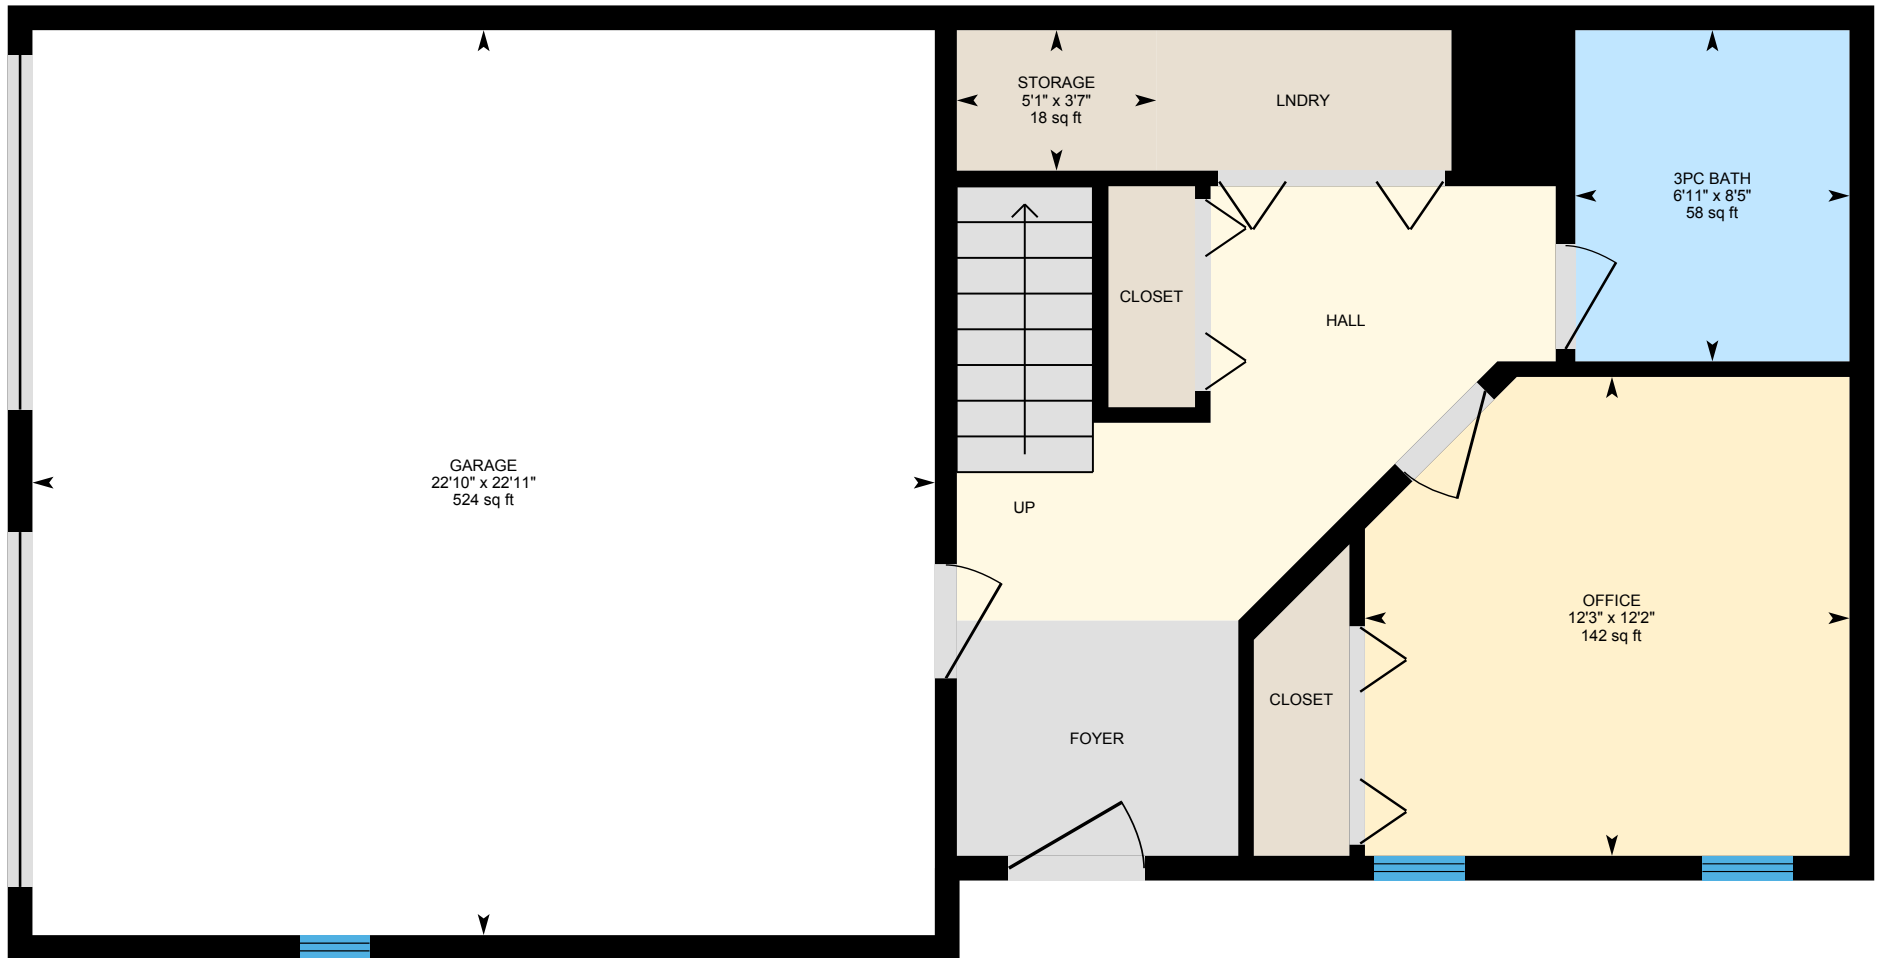 STORAGE
5'1" x 3'7"
18 sq ft
LNDRY
3PC BATH
6'11" x 8'5"
58 sq ft
CLOSET
HALL
GARAGE
22'10" x 22'11"
524 sq ft
UP
OFFICE
12'3" x 12'2"
142 sq ft
CLOSET
FOYER